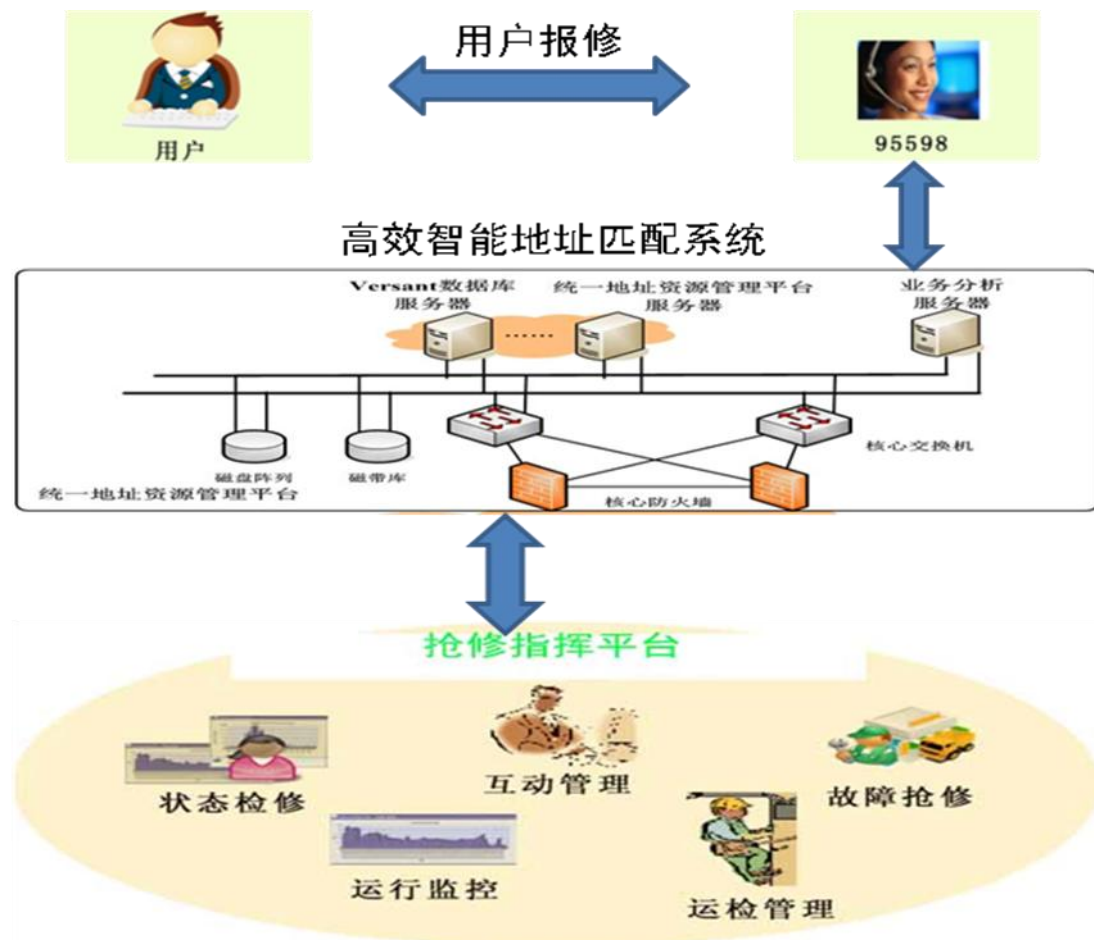 用户报修
用户
95598
高效智能地址匹配系统
Versant数据库
服务器
统一地址资源管理平台
服务器
业务分析
服务器
......
核心交换机
磁盘阵列
磁带库
统一地址资源管理平台
核心防火墙
抢修指挥平台
状态检修
互动管理
故障抢修
运行监控
运检管理